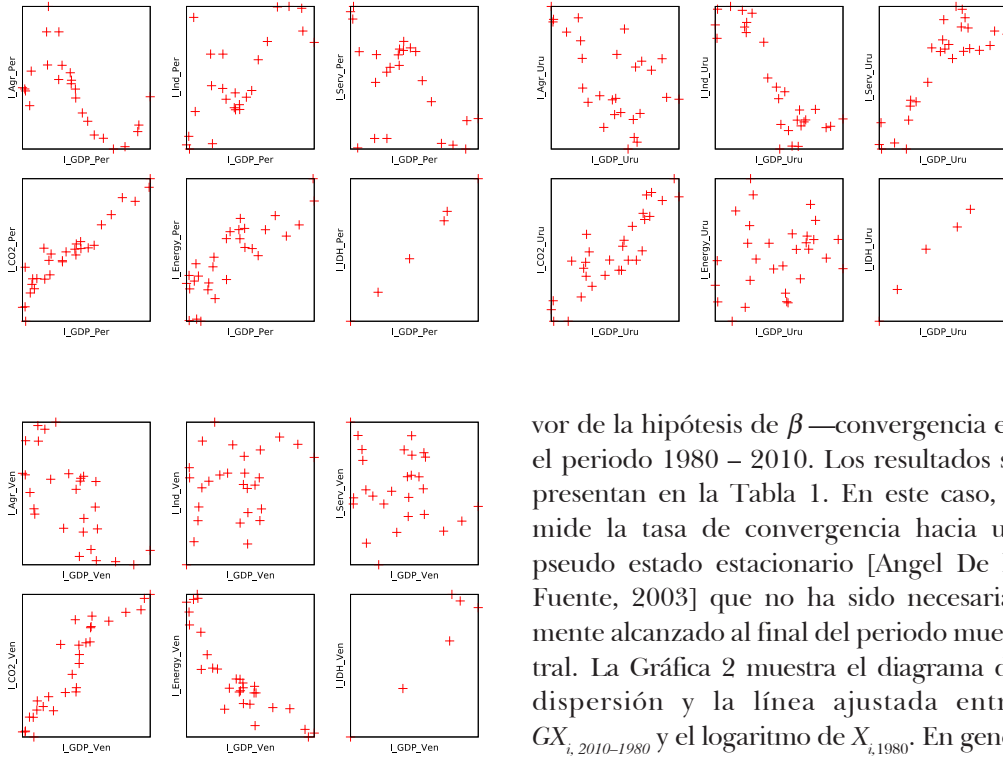 l_Agr_Per
l_GDP_Per
l_Ind_Per
l_GDP_Per
l_Serv_Per
l_GDP_Per
l_CO2_Per
l_GDP_Per
l_Energy_Per
l_GDP_Per
l_IDH_Per
l_GDP_Per
l_Agr_Uru
l_GDP_Uru
l_Ind_Uru
l_GDP_Uru
l_Serv_Uru
l_GDP_Uru
l_CO2_Uru
l_GDP_Uru
l_Energy_Uru
l_GDP_Uru
l_IDH_Uru
l_GDP_Uru
l_Agr_Ven
l_GDP_Ven
l_Ind_Ven
l_GDP_Ven
l_Serv_Ven
l_GDP_Ven
l_CO2_Ven
l_GDP_Ven
l_Energy_Ven
l_GDP_Ven
l_IDH_Ven
l_GDP_Ven
vor de la hipótesis de β —convergencia e
el periodo 1980 – 2010. Los resultados s
presentan en la Tabla 1. En este caso,
mide la tasa de convergencia hacia u
pseudo estado estacionario [Angel De
Fuente, 2003] que no ha sido necesaria
mente alcanzado al final del periodo mue
tral. La Gráfica 2 muestra el diagrama d
dispersión y la línea ajustada entr
GX i, 2010–1980 y el logaritmo de X i,1980. En gene